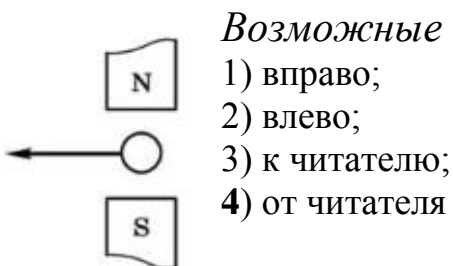 Возможные
1) вправо;
2) влево;
3) к читателю;
4) от читателя
N
S